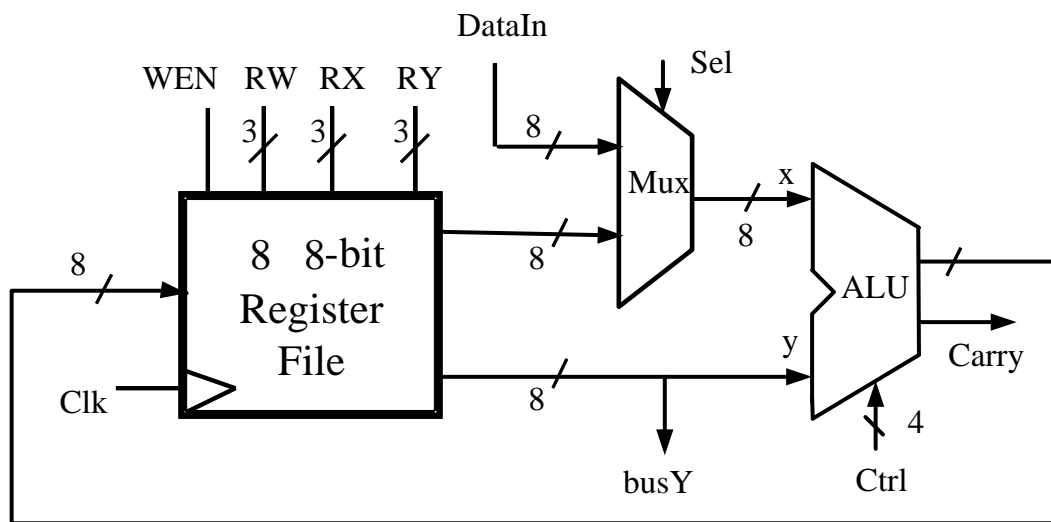 DataIn
Sel
WEN RW RX RY
3 3 3
8
Mux
x
8
8
8
8 8-bit
Register
File
8
ALU
y
Carry
Clk
8
4
busY
Ctrl